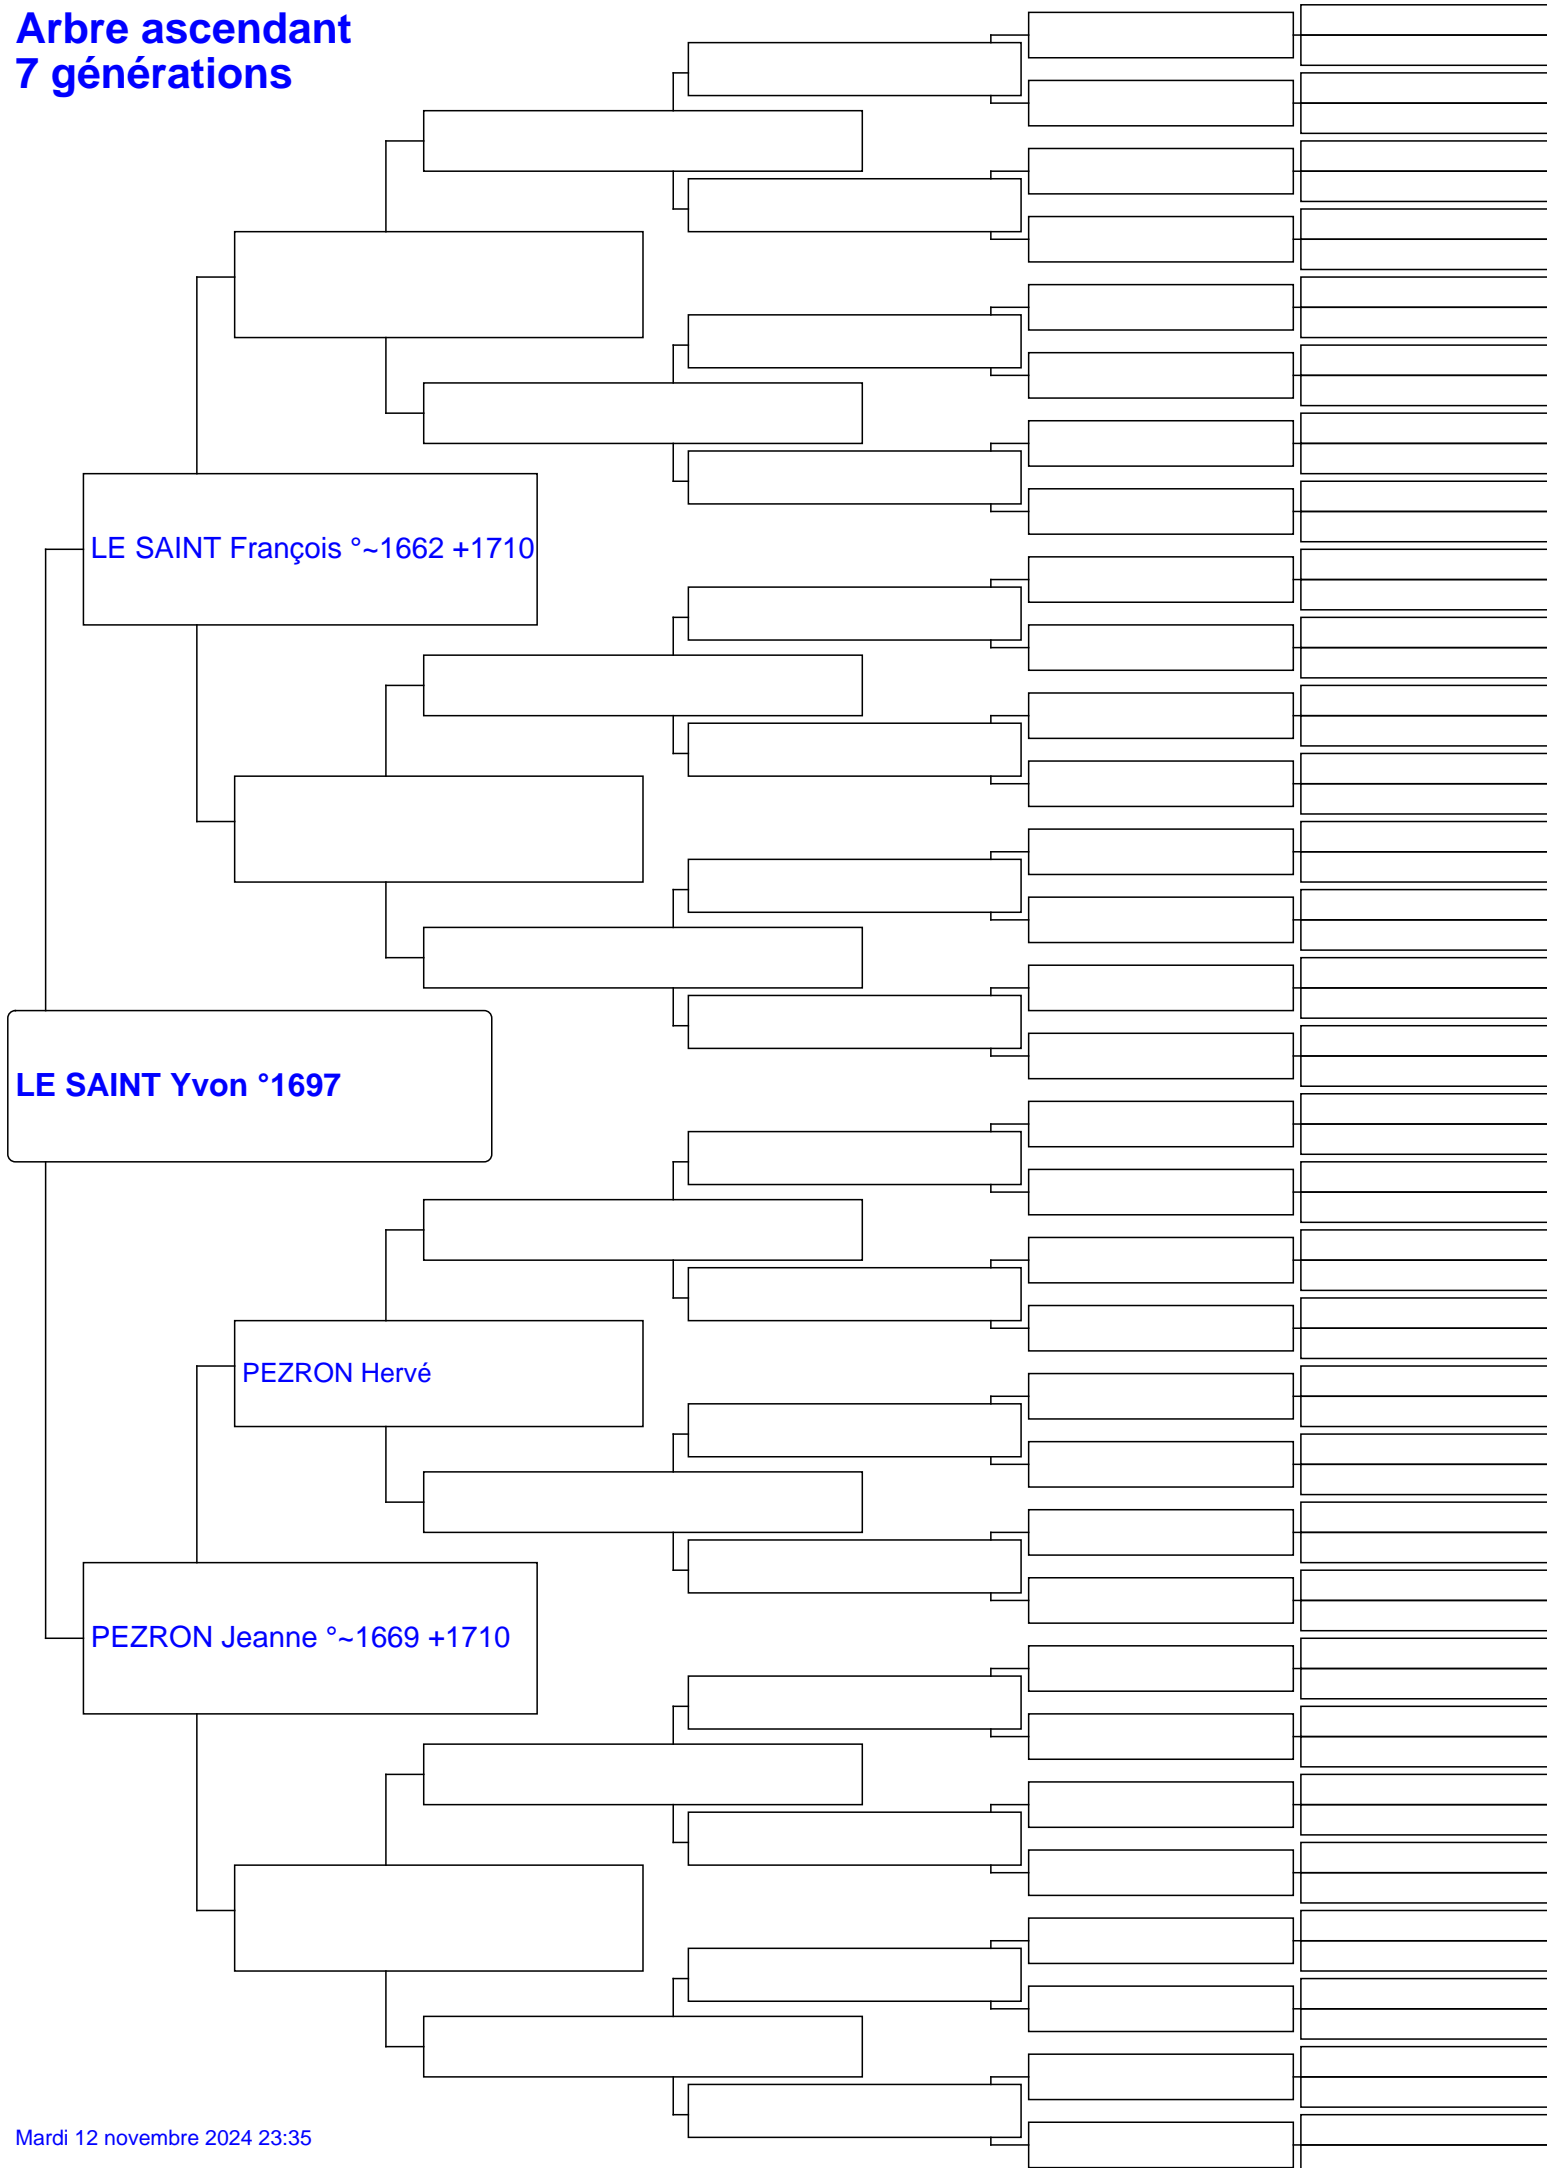 Arbre ascendant
7 générations
LE SAINT François °~1662 +1710
LE SAINT Yvon °1697
PEZRON Hervé
PEZRON Jeanne °~1669 +1710
Mardi 12 novembre 2024 23:35